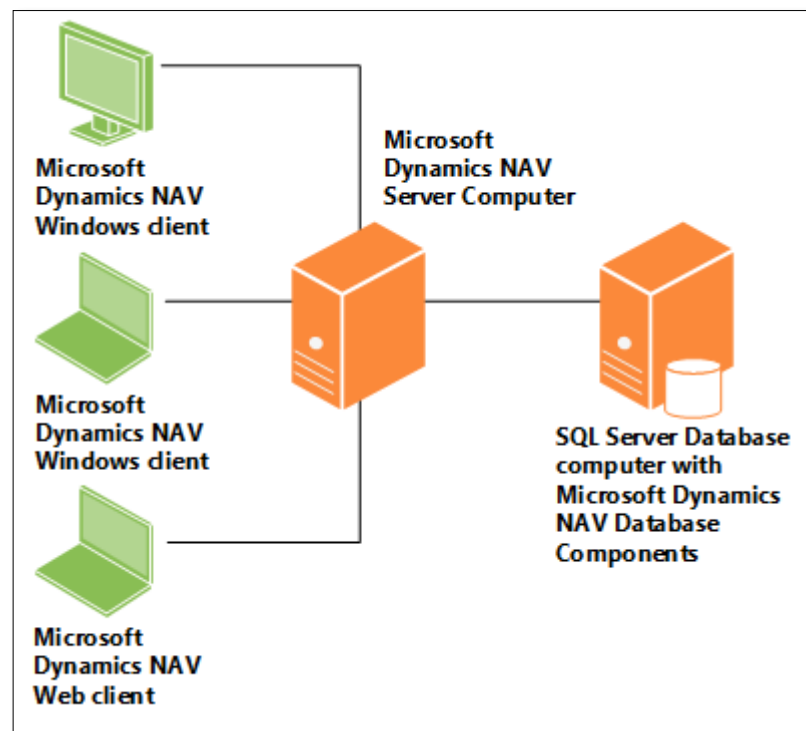 Microsoft
Dynamics NAV
Windows client
Microsoft
Dynamics NAV
Server Computer
Microsoft
Dynamics NAV
Windows client
SQL Server Database
computer with
Microsoft Dynamics
NAV Database
Components
Microsoft
Dynamics NAV
Web client